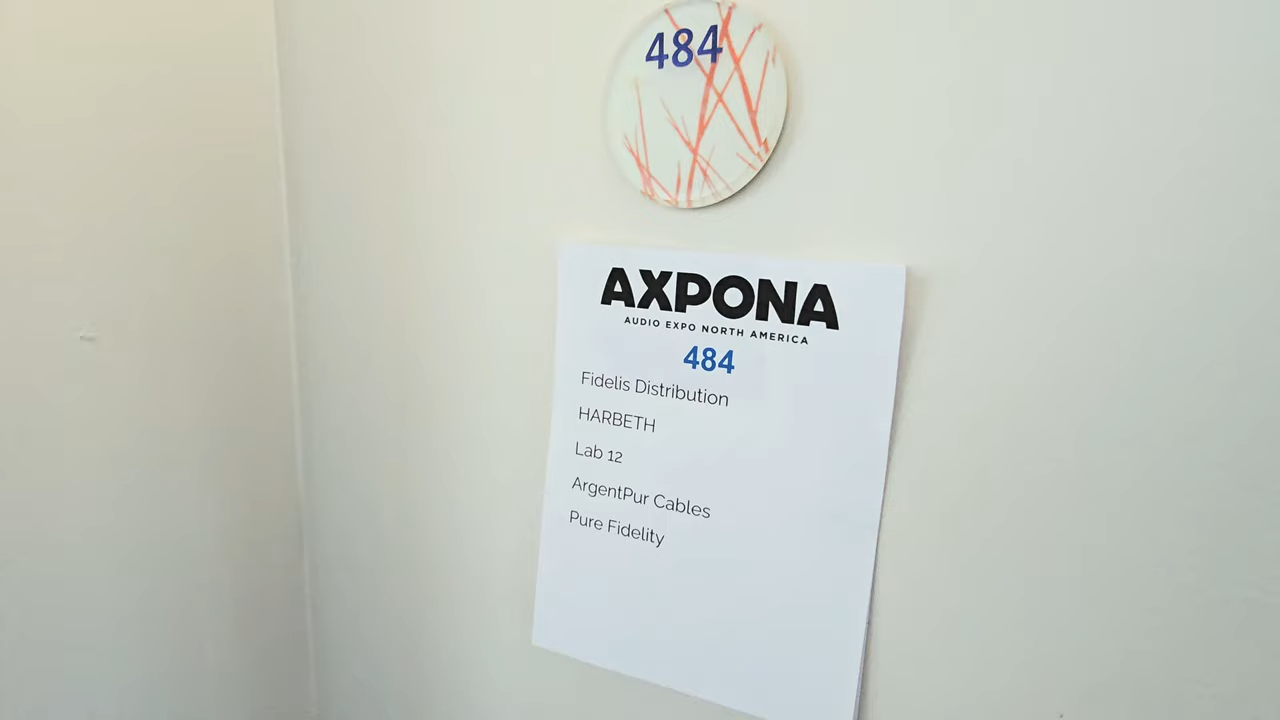 484
AXPONA
AUDIO EXPO NORTH AMERICA
484
Fidelis Distribution
HARBETH
Lab 12
ArgentPur Cables
Pure Fidelity